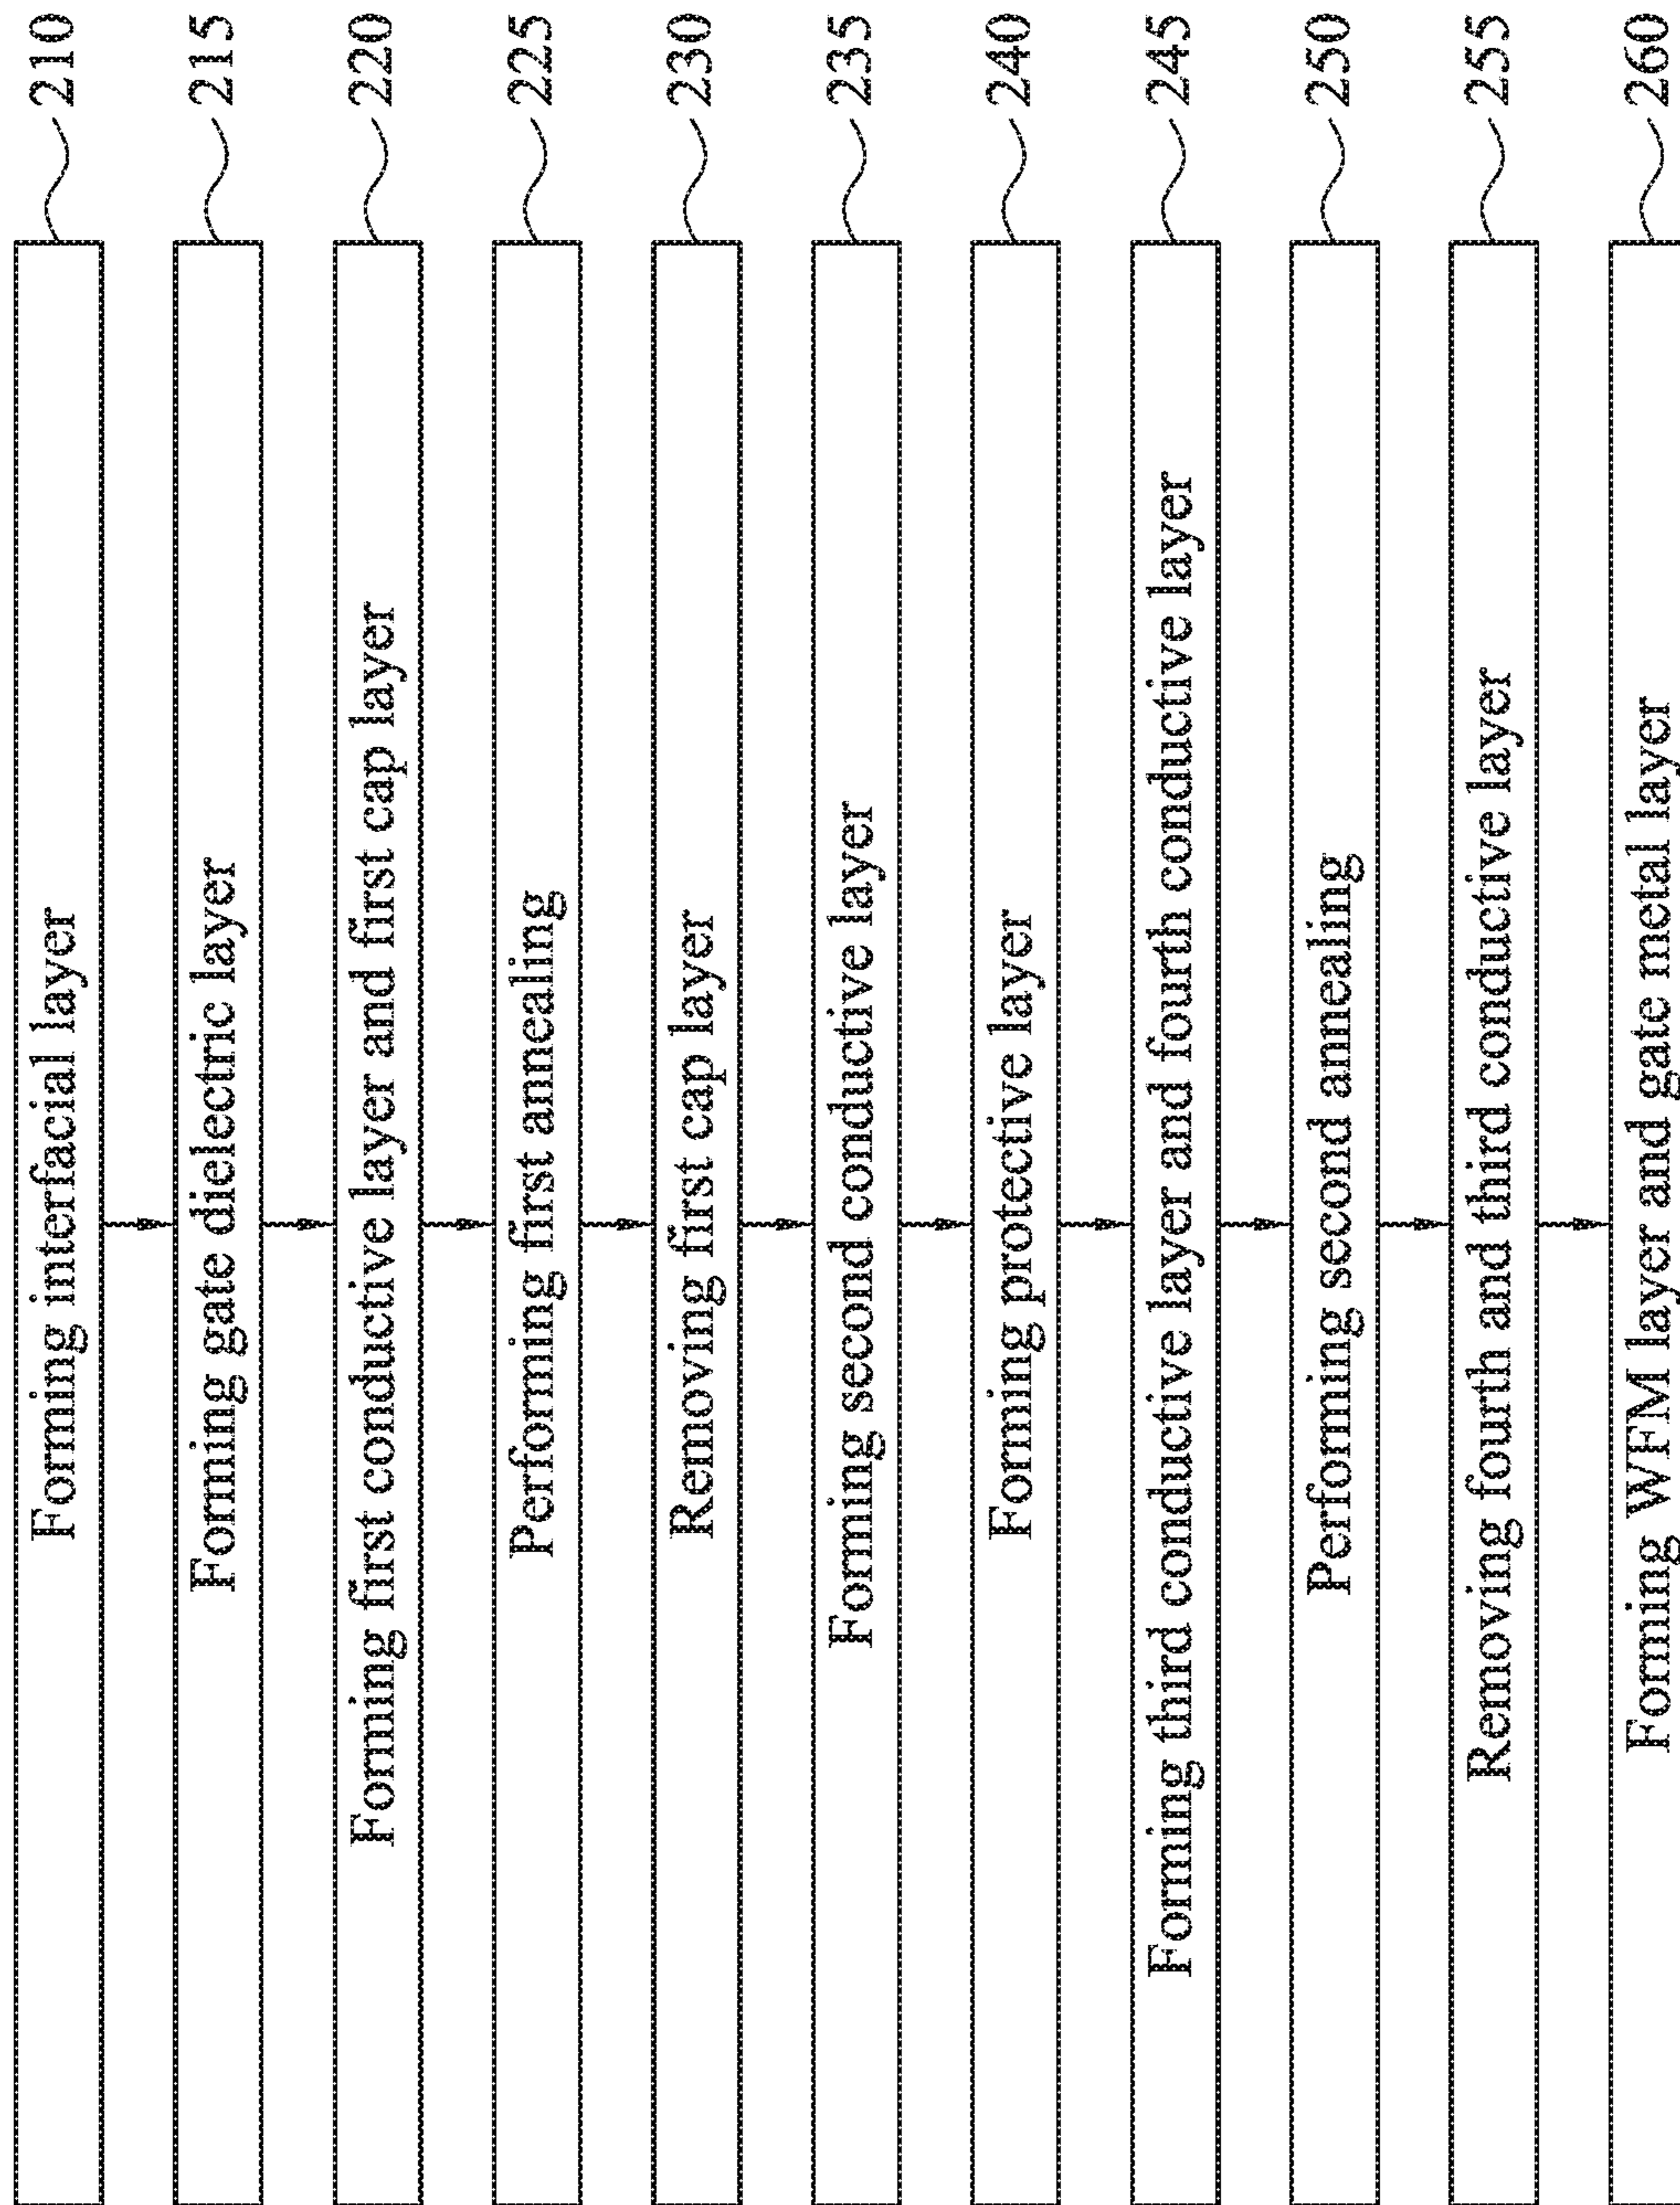 Forming interfacial layer 210
Forming gate dielectric layer 215
Forming first conductive layer and first cap layer 220
Performing first annealing 225
Removing first cap layer 230
Forming second conductive layer 235
Forming protective layer 240
Forming third conductive layer and fourth conductive layer 245
Performing second annealing 250
Removing fourth and third conductive layer 255
Forming WFM layer and gate metal layer 260